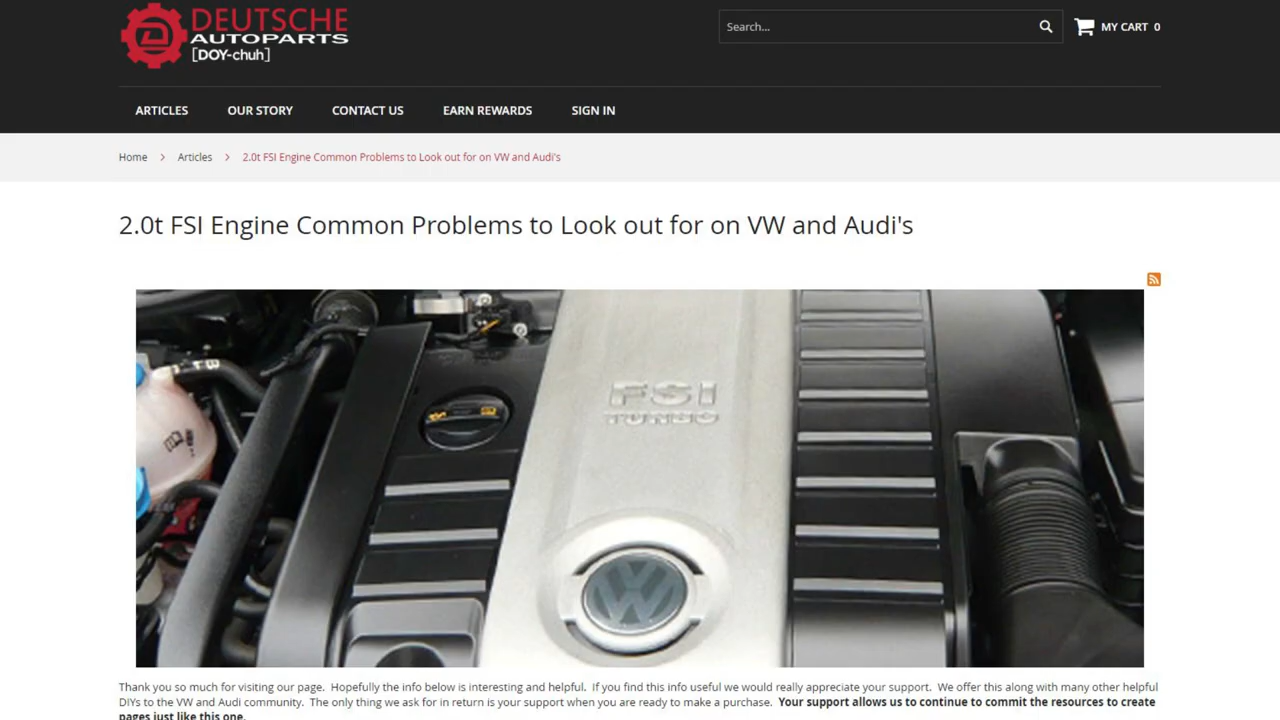 DEUTSCHE
AUTOPARTS
[DOY-chuh]
Search...
MY CART 0
ARTICLES OUR STORY CONTACT US EARN REWARDS SIGN IN
Home > Articles > 2.0t FSI Engine Common Problems to Look out for on VW and Audi's
2.0t FSI Engine Common Problems to Look out for on VW and Audi's
FSI
TURBO
Thank you so much for visiting our page. Hopefully the info below is interesting and helpful. If you find this info useful we would really appreciate your support. We offer this along with many other helpful
DIYs to the VW and Audi community. The only thing we ask for in return is your support when you are ready to make a purchase. Your support allows us to continue to commit the resources to create
pages just like this one.